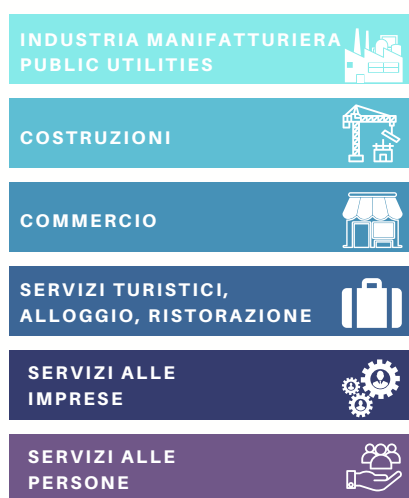 INDUSTRIA MANIFATTURIERA
PUBLIC UTILITIES
COSTRUZIONI
COMMERCIO
SERVIZI TURISTICI,
ALLOGGIO, RISTORAZIONE
SERVIZI ALLE
IMPRESE
SERVIZI ALLE
PERSONE